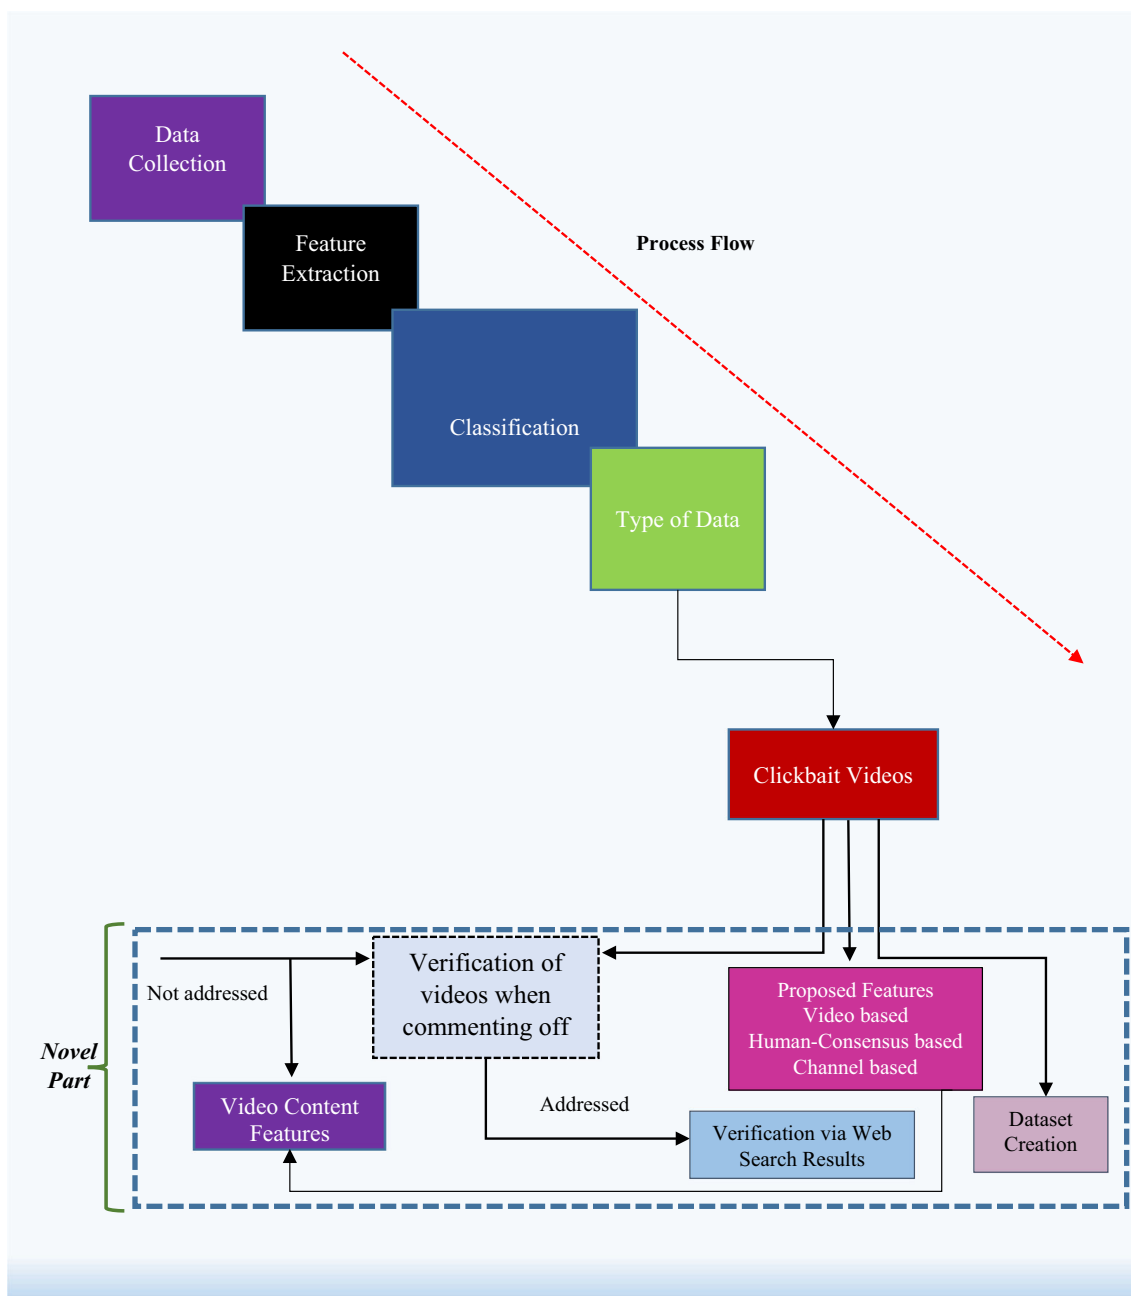 Data
Collection
Feature
Extraction
Process Flow
Classification
Type of Data
Clickbait Videos
Verification of
videos when
commenting off
Not addressed
Proposed Features
Video based
Human-Consensus based
Channel based
Novel
Part
Video Content
Features
Addressed
Verification via Web
Search Results
Dataset
Creation